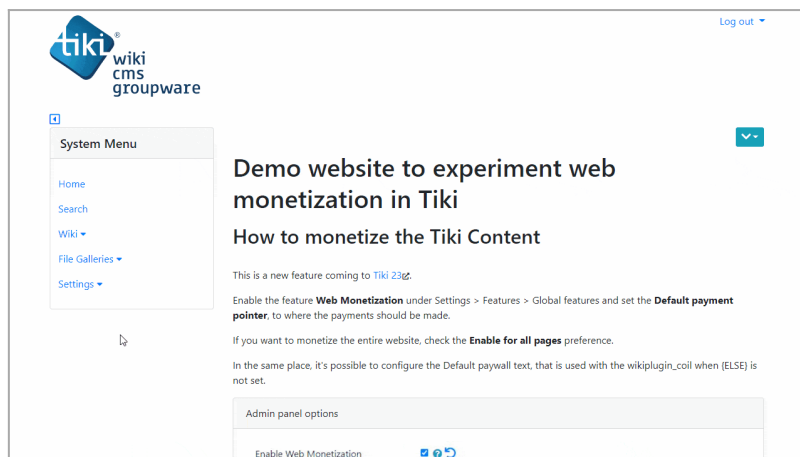 Log out
tiki®
wiki
cms
groupware
System Menu
Home
Search
Wiki
File Galleries
Settings
Demo website to experiment web
monetization in Tiki
How to monetize the Tiki Content
This is a new feature coming to Tiki 23.
Enable the feature Web Monetization under Settings > Features > Global features and set the Default payment
pointer, to where the payments should be made.
If you want to monetize the entire website, check the Enable for all pages preference.
In the same place, it's possible to configure the Default paywall text, that is used with the wikiplugin_coil when {ELSE} is
not set.
Admin panel options
Enable Web Monetization